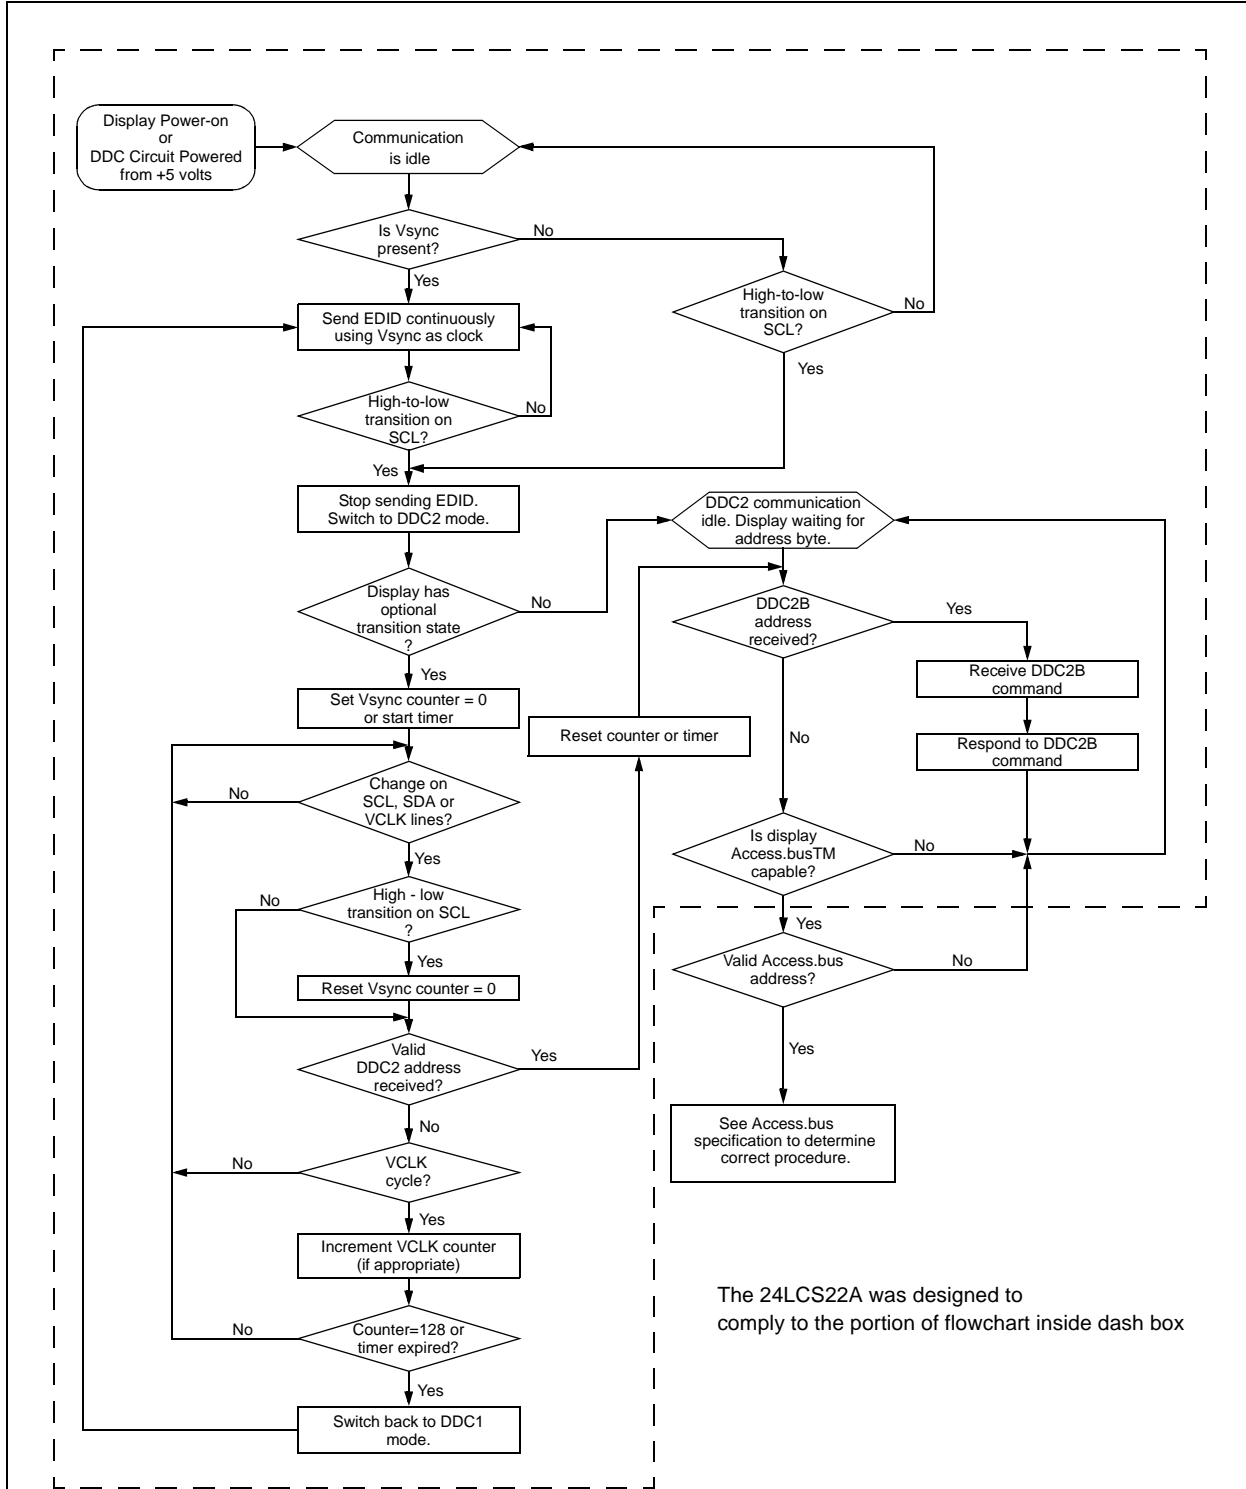 Display Power-on
or
DDC Circuit Powered
from +5 volts
Communication
is idle
Is Vsync
present?
No
Yes
High-to-low
transition on
SCL?
No
Yes
Send EDID continuously
using Vsync as clock
High-to-low
transition on
SCL?
No
Yes
Stop sending EDID.
Switch to DDC2 mode.
DDC2 communication
idle. Display waiting for
address byte.
Display has
optional
transition state
?
No
Yes
DDC2B
address
received?
Yes
No
Receive DDC2B
command
Respond to DDC2B
command
Set Vsync counter = 0
or start timer
Reset counter or timer
Change on
SCL, SDA or
VCLK lines?
No
Yes
Is display
Access.busTM
capable?
No
Yes
High - low
transition on SCL
?
No
Yes
Reset Vsync counter = 0
Valid Access.bus
address?
No
Yes
Valid
DDC2 address
received?
Yes
No
See Access.bus
specification to determine
correct procedure.
VCLK
cycle?
No
Yes
Increment VCLK counter
(if appropriate)
Counter=128 or
timer expired?
No
Yes
Switch back to DDC1
mode.
The 24LCS22A was designed to
comply to the portion of flowchart inside dash box